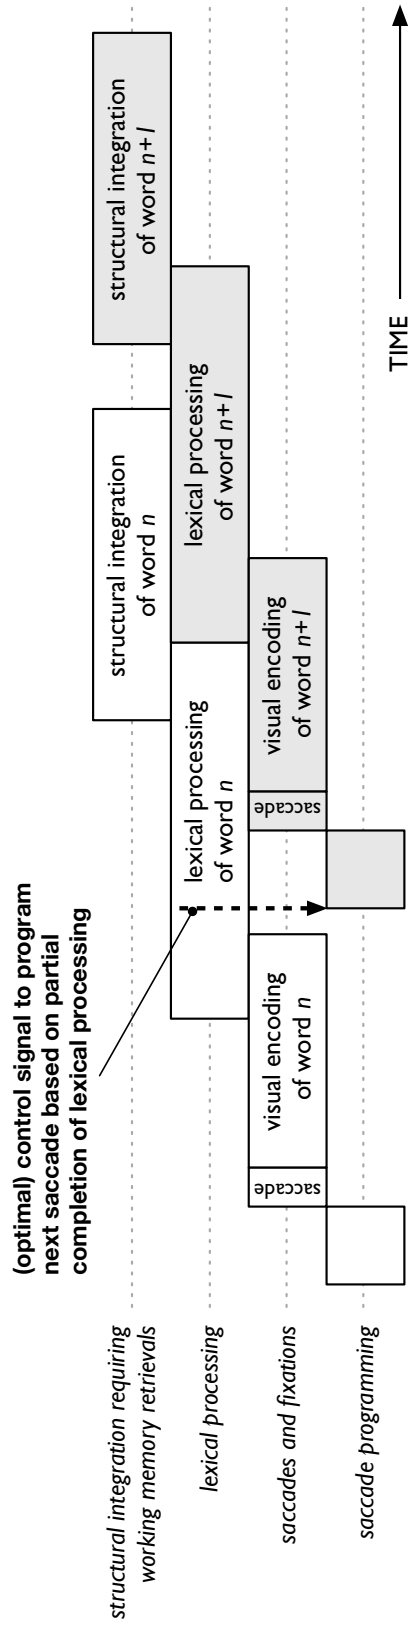 (optimal) control signal to program
next saccade based on partial
completion of lexical processing
structural integration requiring
working memory retrievals
structural integration
of word n
structural integration
of word n+1
lexical processing
lexical processing
of word n
lexical processing
of word n+1
saccades and fixations
saccade
visual encoding
of word n
saccade
visual encoding
of word n+1
saccade programming
TIME